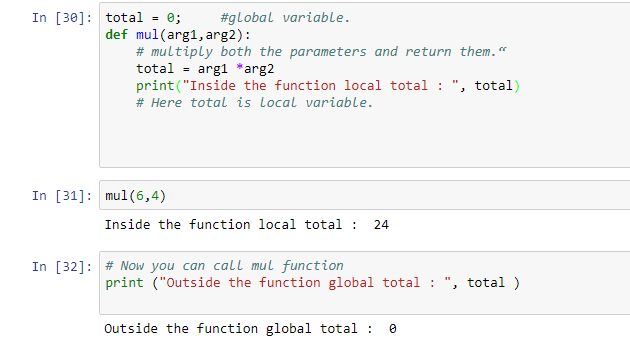 In [30]: total = 0;     #global variable.
def mul(arg1,arg2):
    # multiply both the parameters and return them.“
    total = arg1 *arg2
    print("Inside the function local total : ", total)
    # Here total is local variable.
In [31]: mul(6,4)
Inside the function local total :  24
In [32]: # Now you can call mul function
print ("Outside the function global total : ", total )
Outside the function global total :  0